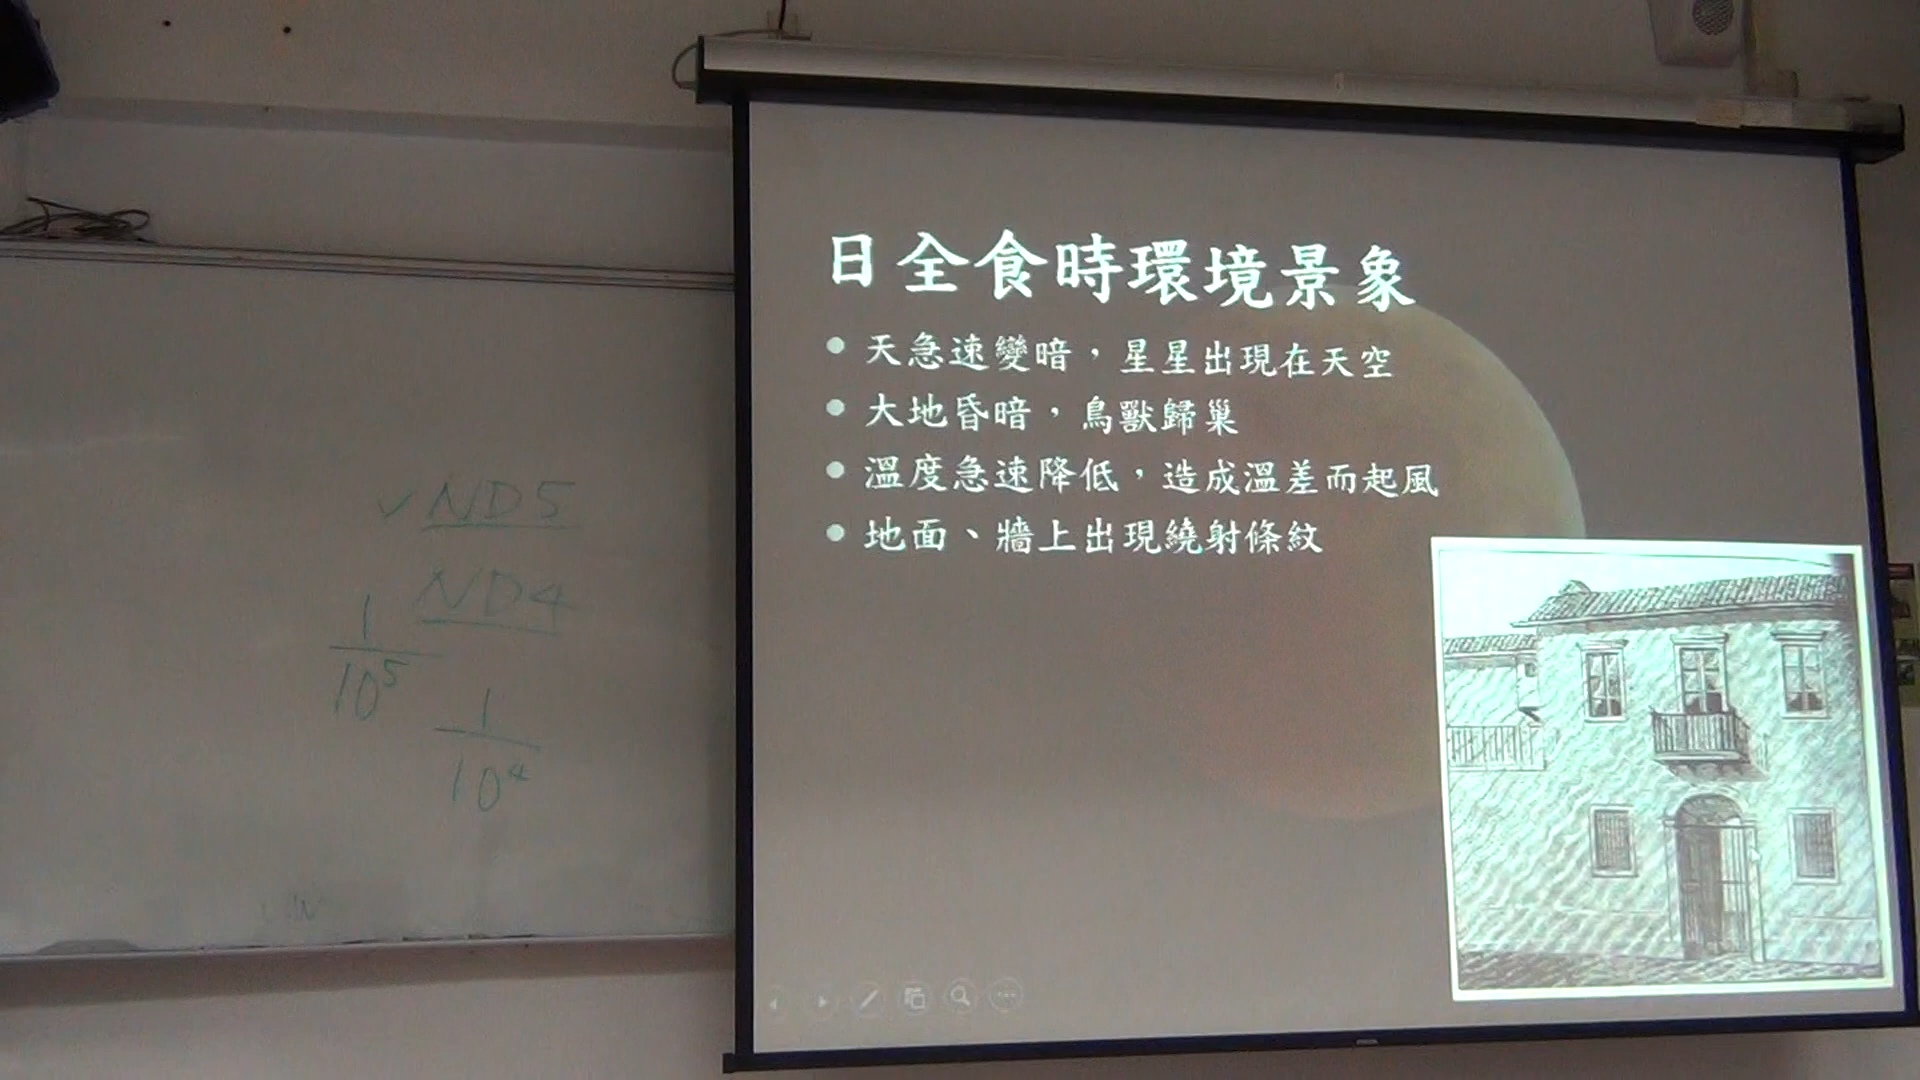 ✓ND5
ND4
1
10⁵
1
10⁴
日全食時環境景象
• 天急速變暗，星星出現在天空
• 大地昏暗，鳥獸歸巢
• 溫度急速降低，造成溫差而起風
• 地面、牆上出現繞射條紋